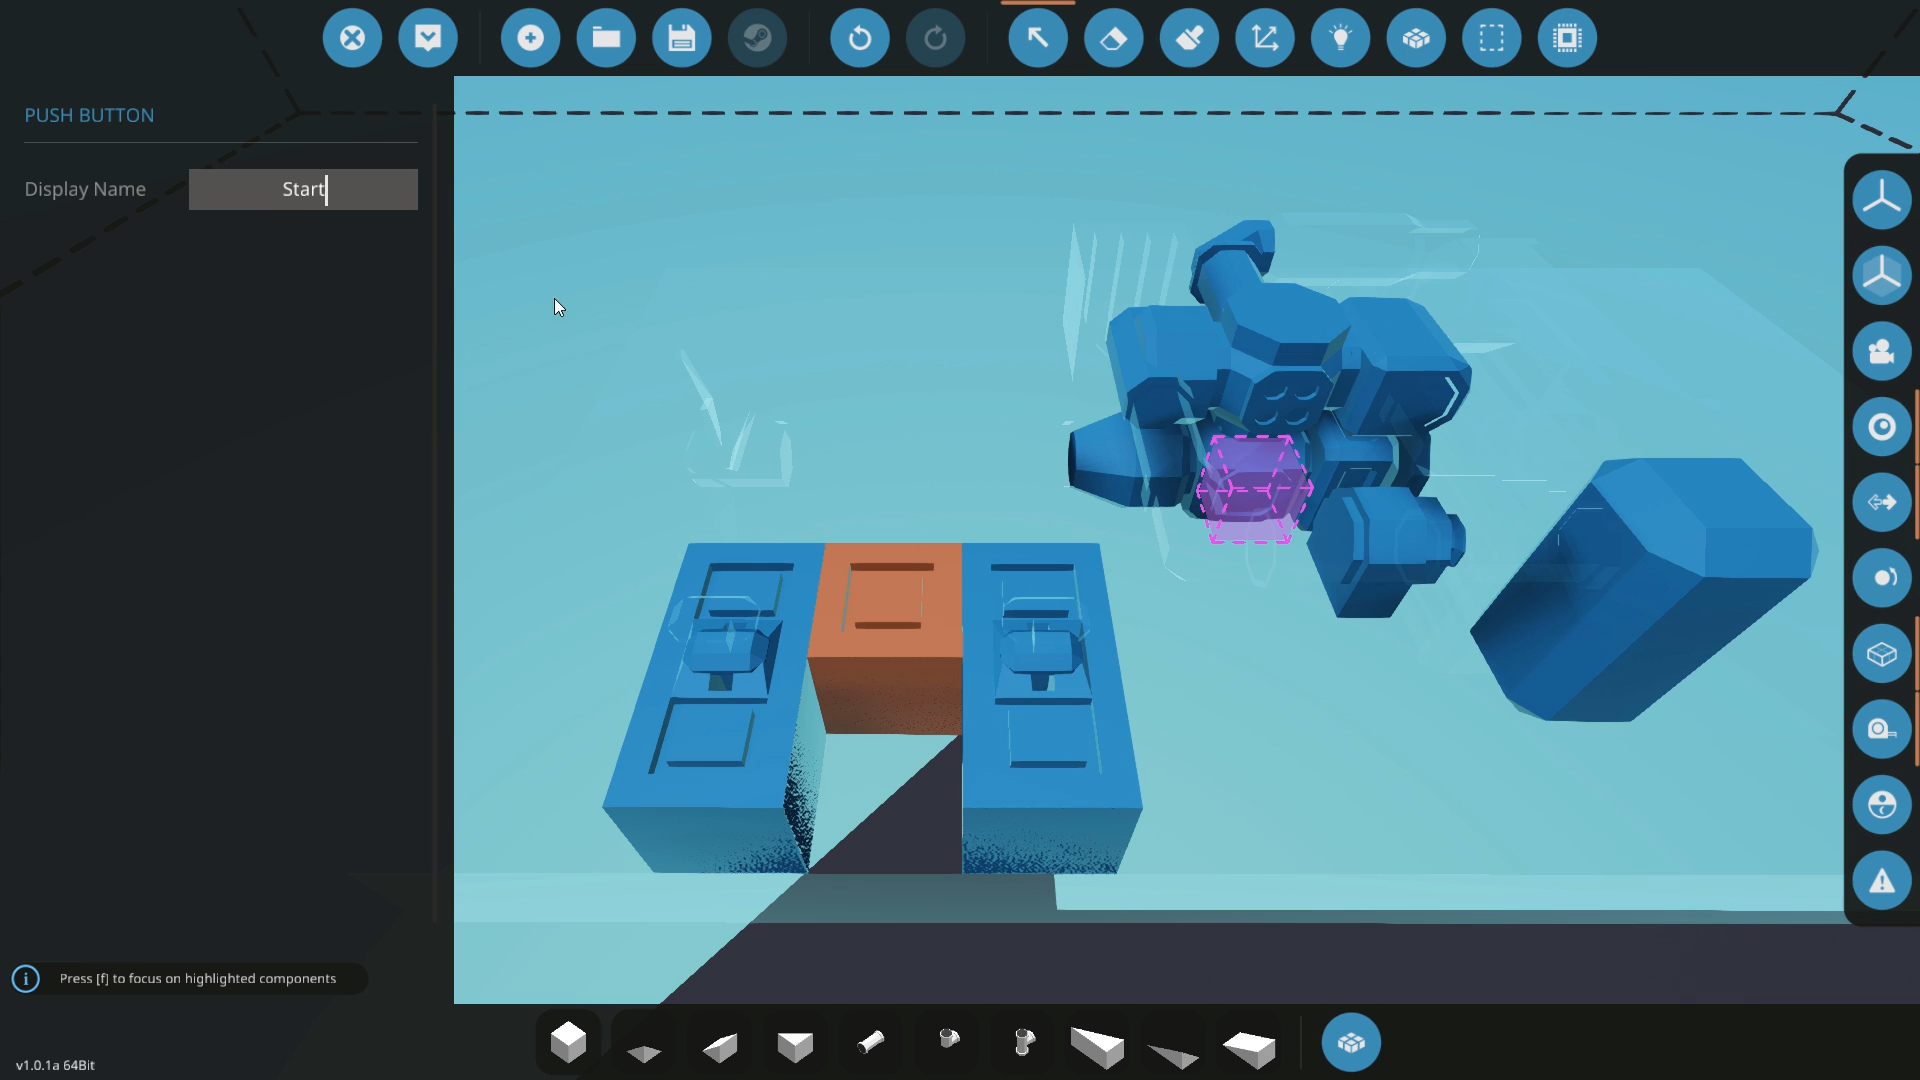 PUSH BUTTON
Display Name Start
Press [f] to focus on highlighted components
v1.0.1a 64Bit